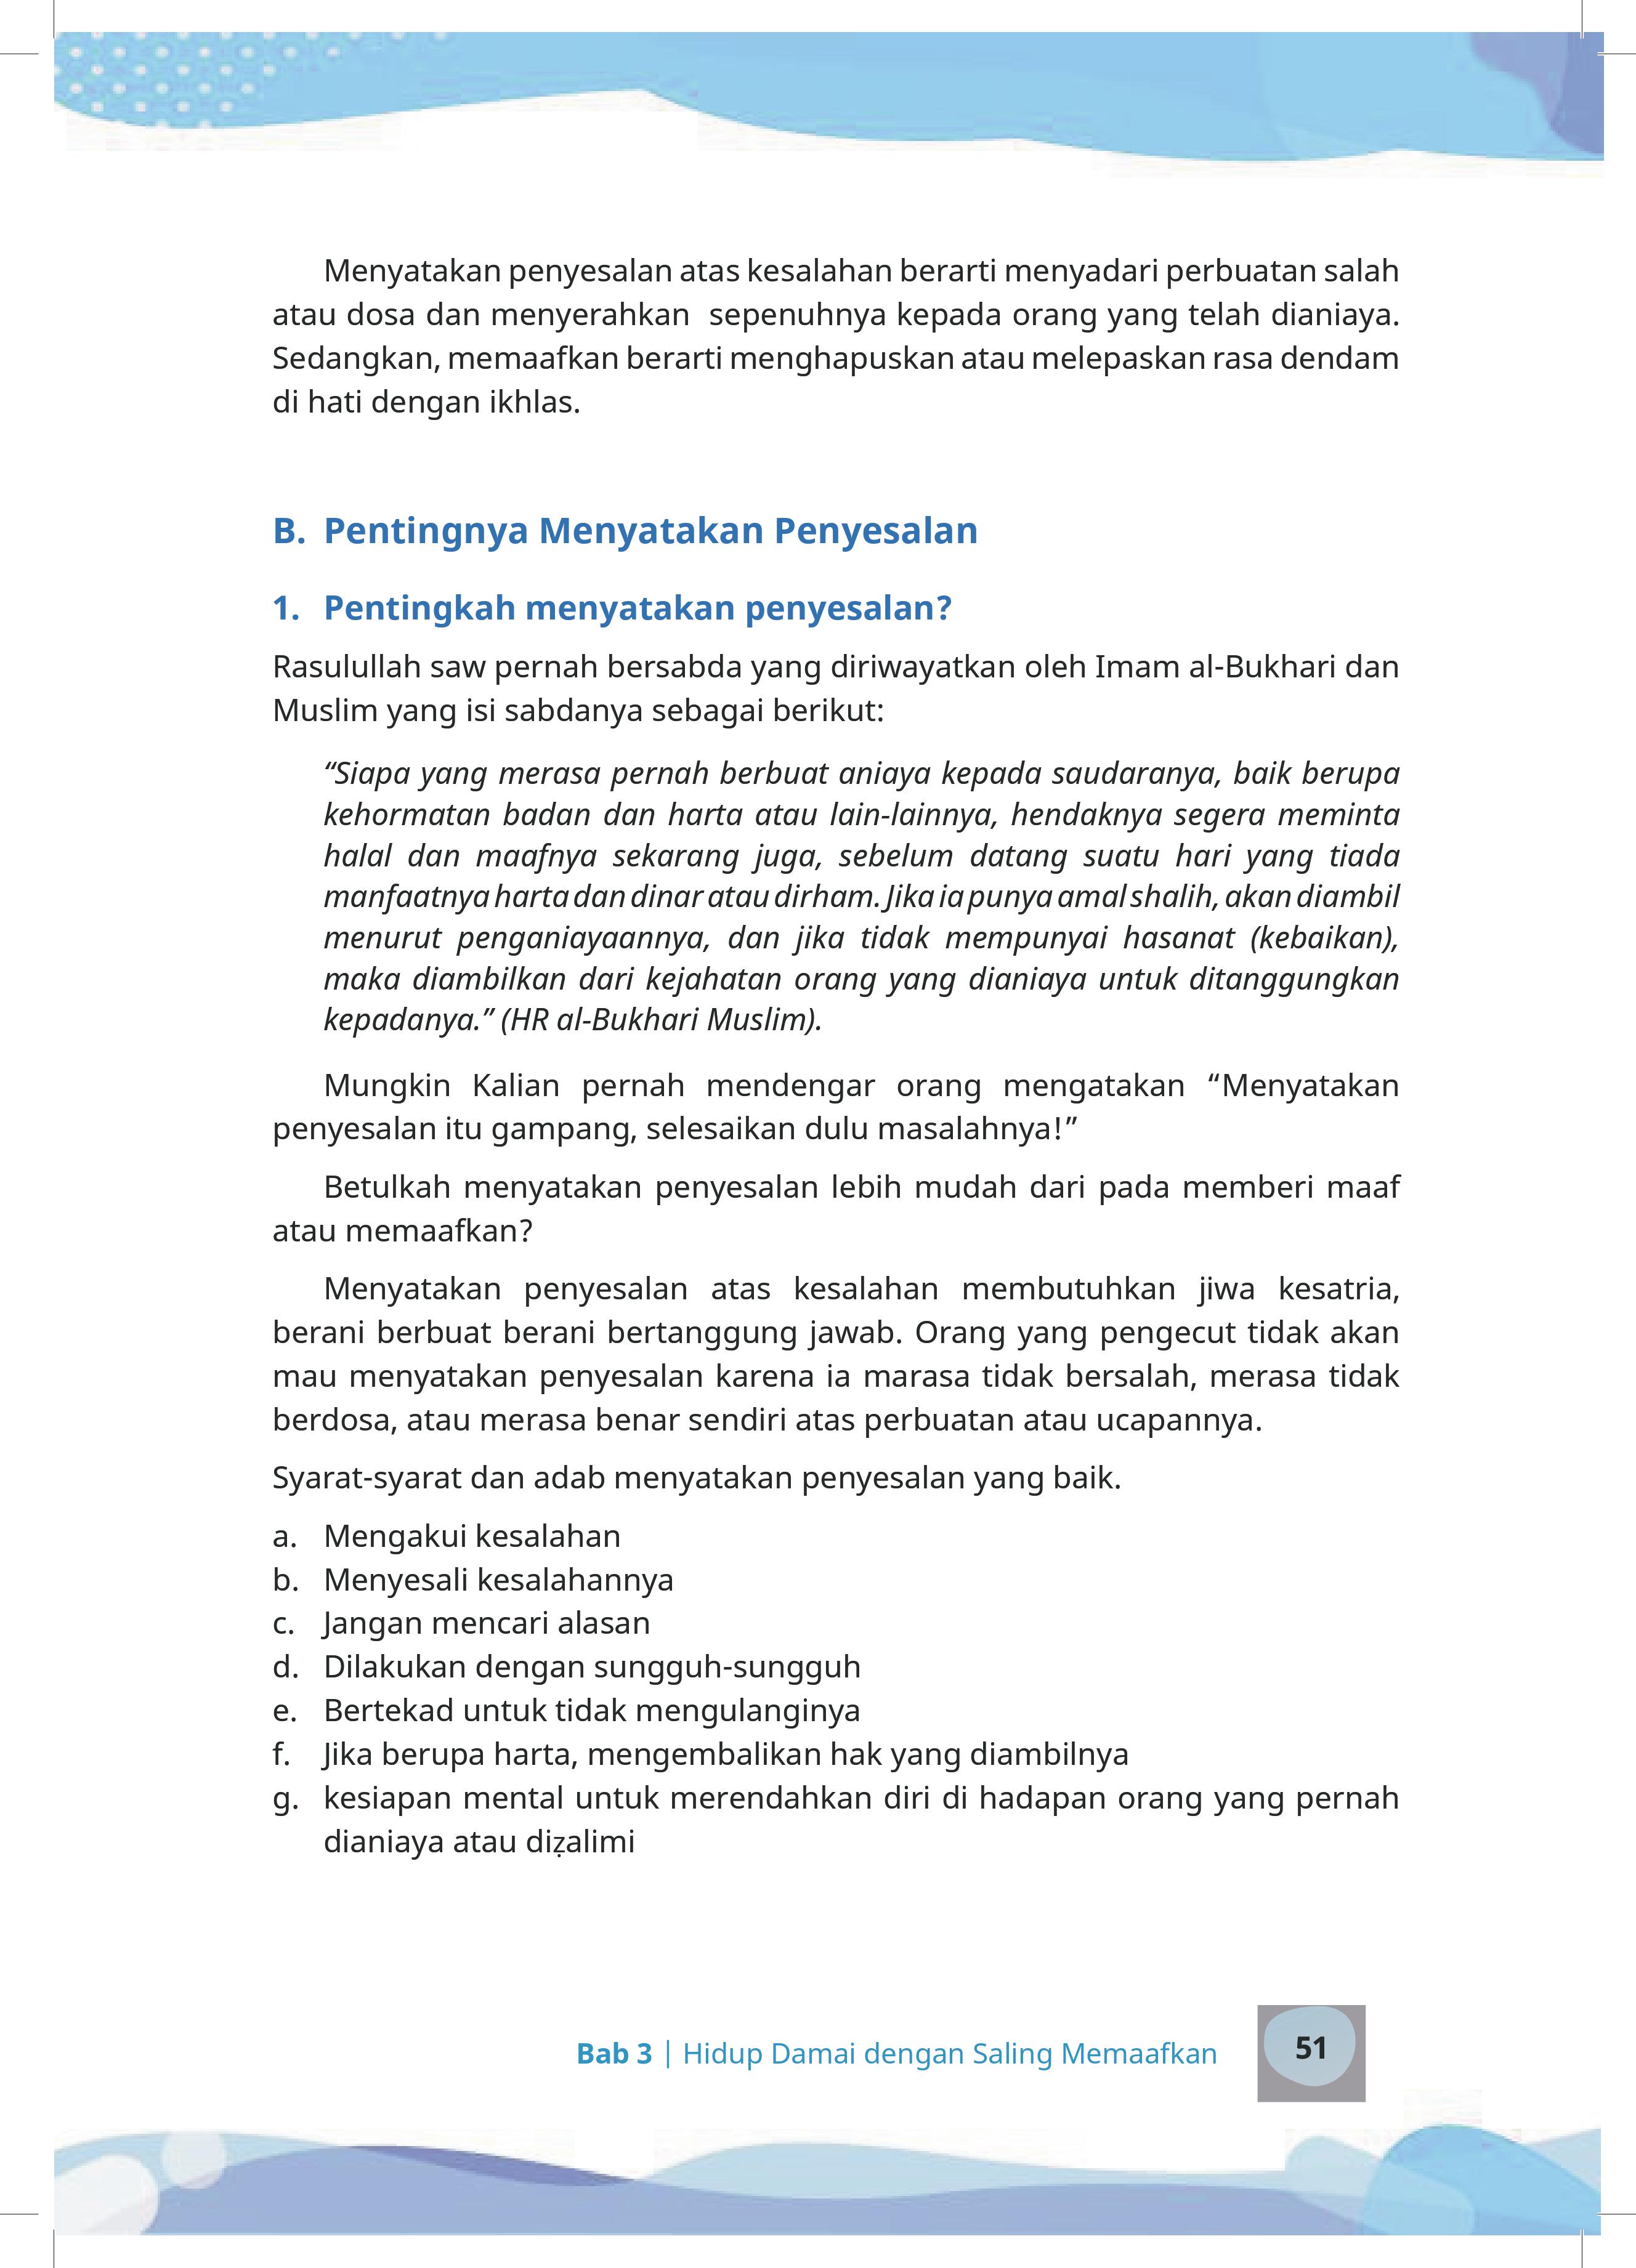 Menyatakan penyesalan atas kesalahan berarti menyadari perbuatan salah
atau dosa dan menyerahkan  sepenuhnya kepada orang yang telah dianiaya.
Sedangkan, memaafkan berarti menghapuskan atau melepaskan rasa dendam
di hati dengan ikhlas.
B. Pentingnya Menyatakan Penyesalan
1. Pentingkah menyatakan penyesalan?
Rasulullah saw pernah bersabda yang diriwayatkan oleh Imam al-Bukhari dan
Muslim yang isi sabdanya sebagai berikut:
“Siapa yang merasa pernah berbuat aniaya kepada saudaranya, baik berupa
kehormatan badan dan harta atau lain-lainnya, hendaknya segera meminta
halal dan maafnya sekarang juga, sebelum datang suatu hari yang tiada
manfaatnya harta dan dinar atau dirham. Jika ia punya amal shalih, akan diambil
menurut penganiayaannya, dan jika tidak mempunyai hasanat (kebaikan),
maka diambilkan dari kejahatan orang yang dianiaya untuk ditanggungkan
kepadanya.” (HR al-Bukhari Muslim).
Mungkin Kalian pernah mendengar orang mengatakan “Menyatakan
penyesalan itu gampang, selesaikan dulu masalahnya!”
Betulkah menyatakan penyesalan lebih mudah dari pada memberi maaf
atau memaafkan?
Menyatakan penyesalan atas kesalahan membutuhkan jiwa kesatria,
berani berbuat berani bertanggung jawab. Orang yang pengecut tidak akan
mau menyatakan penyesalan karena ia marasa tidak bersalah, merasa tidak
berdosa, atau merasa benar sendiri atas perbuatan atau ucapannya.
Syarat-syarat dan adab menyatakan penyesalan yang baik.
a. Mengakui kesalahan
b. Menyesali kesalahannya
c. Jangan mencari alasan
d. Dilakukan dengan sungguh-sungguh
e. Bertekad untuk tidak mengulanginya
f. Jika berupa harta, mengembalikan hak yang diambilnya
g. kesiapan mental untuk merendahkan diri di hadapan orang yang pernah
dianiaya atau diẓalimi
Bab 3 | Hidup Damai dengan Saling Memaafkan
51